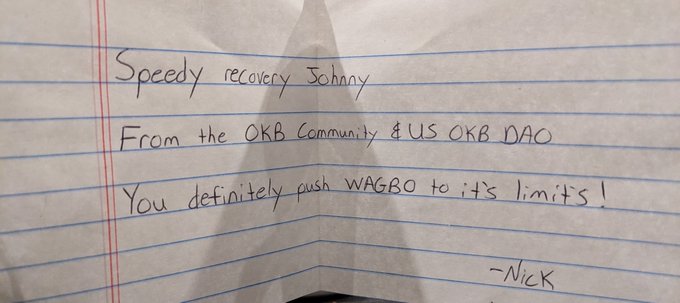 Speedy recovery Johnny
From the OKB Community & US OKB DAO
You definitely push WAGBO to it's limits!
-Nick